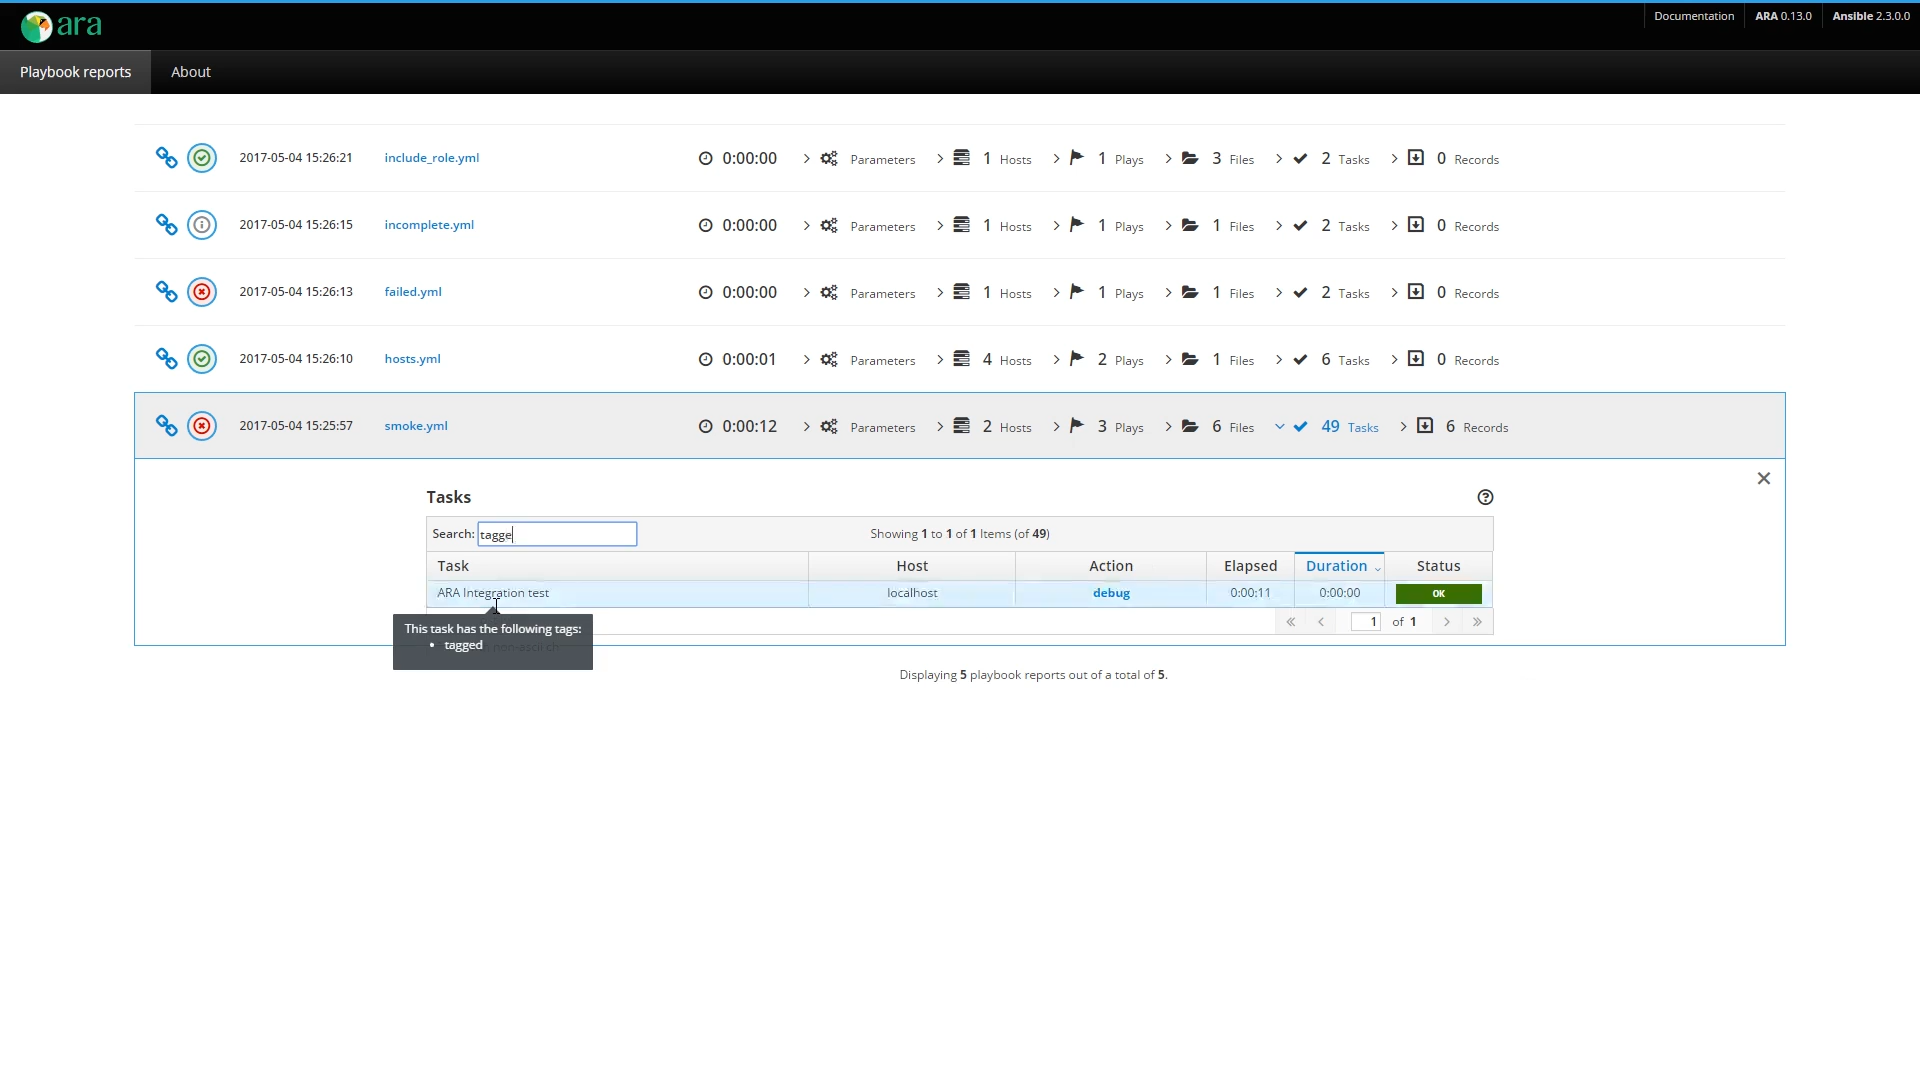 ara
Documentation ARA 0.13.0 Ansible 2.3.0.0
Playbook reports About
2017-05-04 15:26:21 include_role.yml 0:00:00 Parameters 1 Hosts 1 Plays 3 Files 2 Tasks 0 Records
2017-05-04 15:26:15 incomplete.yml 0:00:00 Parameters 1 Hosts 1 Plays 1 Files 2 Tasks 0 Records
2017-05-04 15:26:13 failed.yml 0:00:00 Parameters 1 Hosts 1 Plays 1 Files 2 Tasks 0 Records
2017-05-04 15:26:10 hosts.yml 0:00:01 Parameters 4 Hosts 2 Plays 1 Files 6 Tasks 0 Records
2017-05-04 15:25:57 smoke.yml 0:00:12 Parameters 2 Hosts 3 Plays 6 Files 49 Tasks 6 Records
Tasks
Search: tagge Showing 1 to 1 of 1 Items (of 49)
Task Host Action Elapsed Duration Status
ARA Integration test localhost debug 0:00:11 0:00:00 OK
1 of 1
This task has the following tags:
• tagged
Displaying 5 playbook reports out of a total of 5.